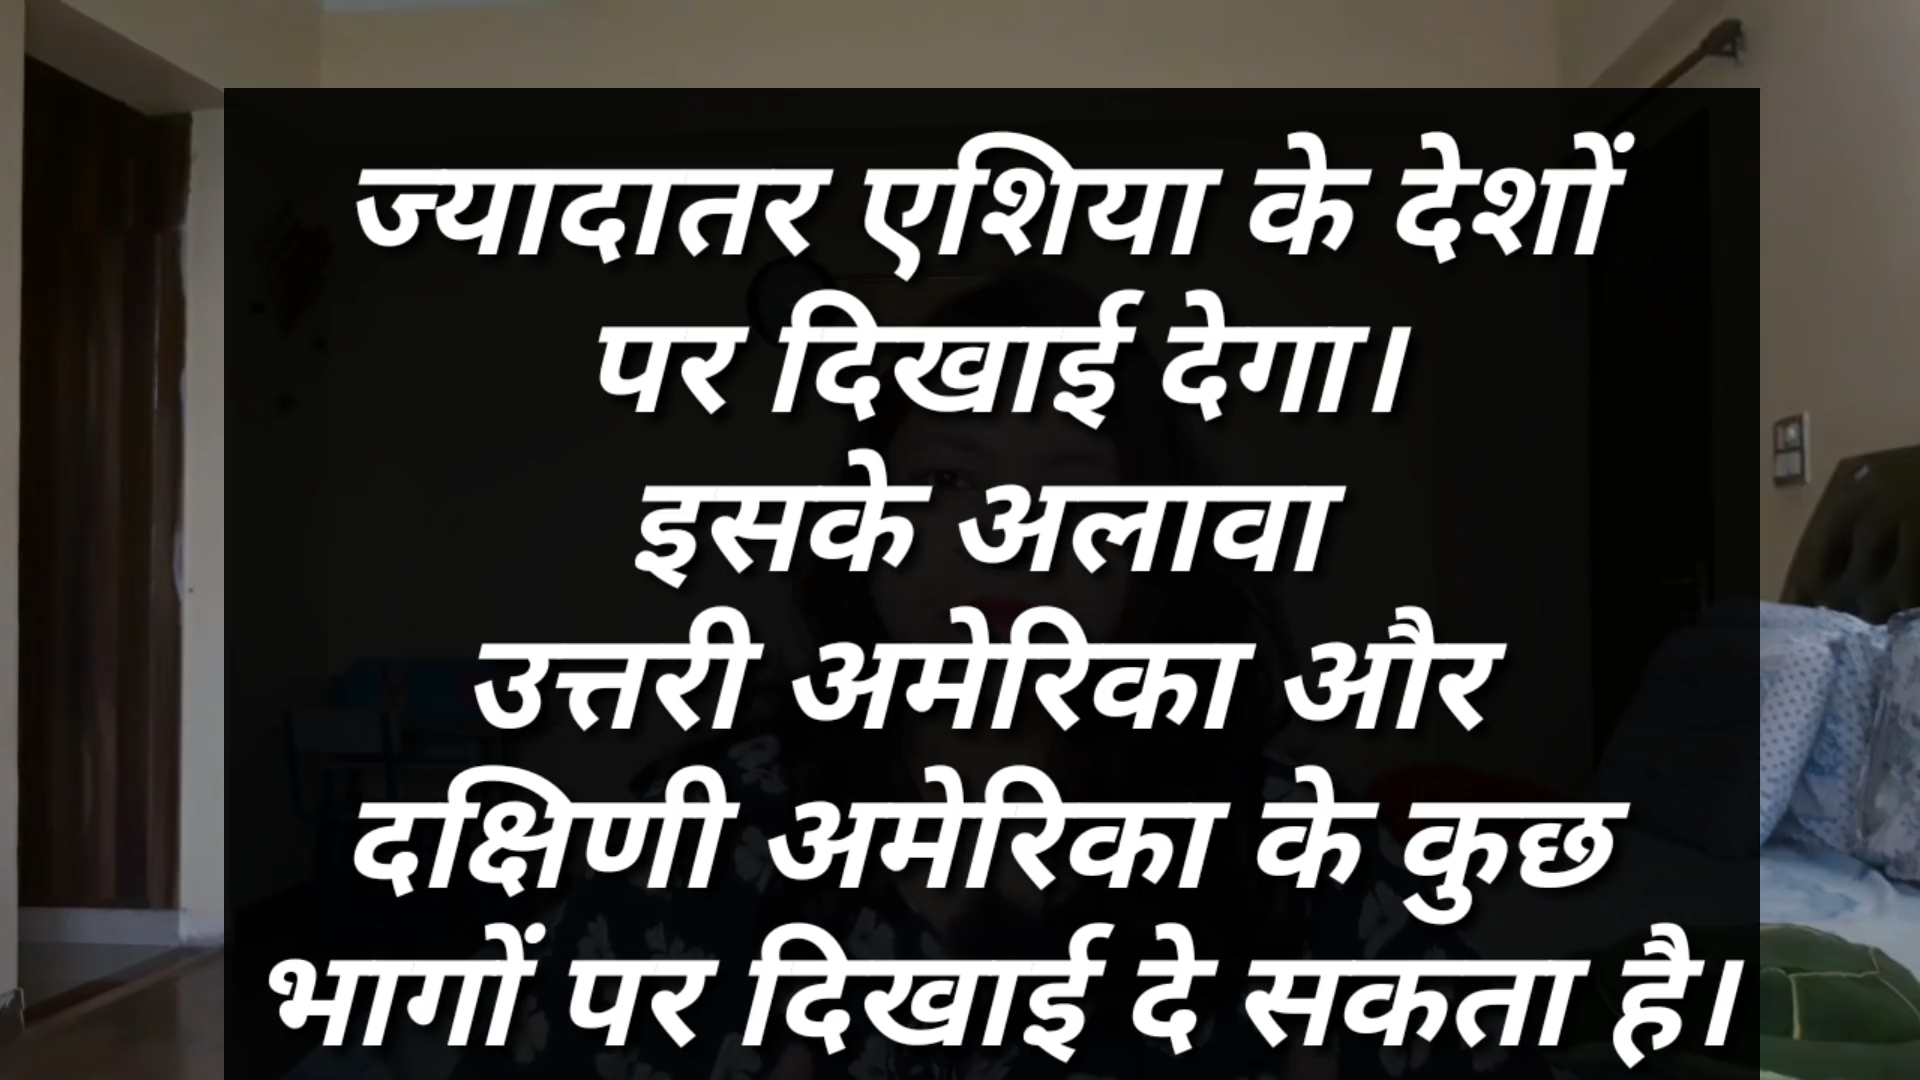 ज्यादातर एशिया के देशों
पर दिखाई देगा।
इसके अलावा
उत्तरी अमेरिका और
दक्षिणी अमेरिका के कुछ
भागों पर दिखाई दे सकता है।